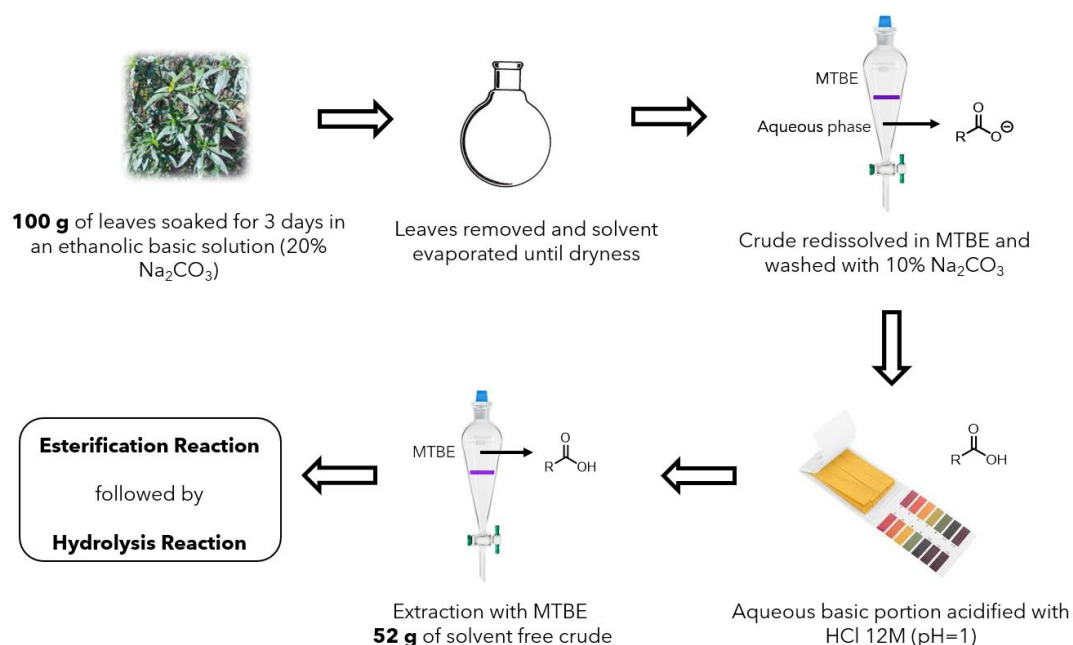 100 g of leaves soaked for 3 days in
an ethanolic basic solution (20%
Na₂CO₃)
Leaves removed and solvent
evaporated until dryness
MTBE
Aqueous phase
R
O
O⊖
Crude redissolved in MTBE and
washed with 10% Na₂CO₃
Esterification Reaction
followed by
Hydrolysis Reaction
MTBE
R
O
OH
Extraction with MTBE
52 g of solvent free crude
R
O
OH
Aqueous basic portion acidified with
HCl 12M (pH=1)